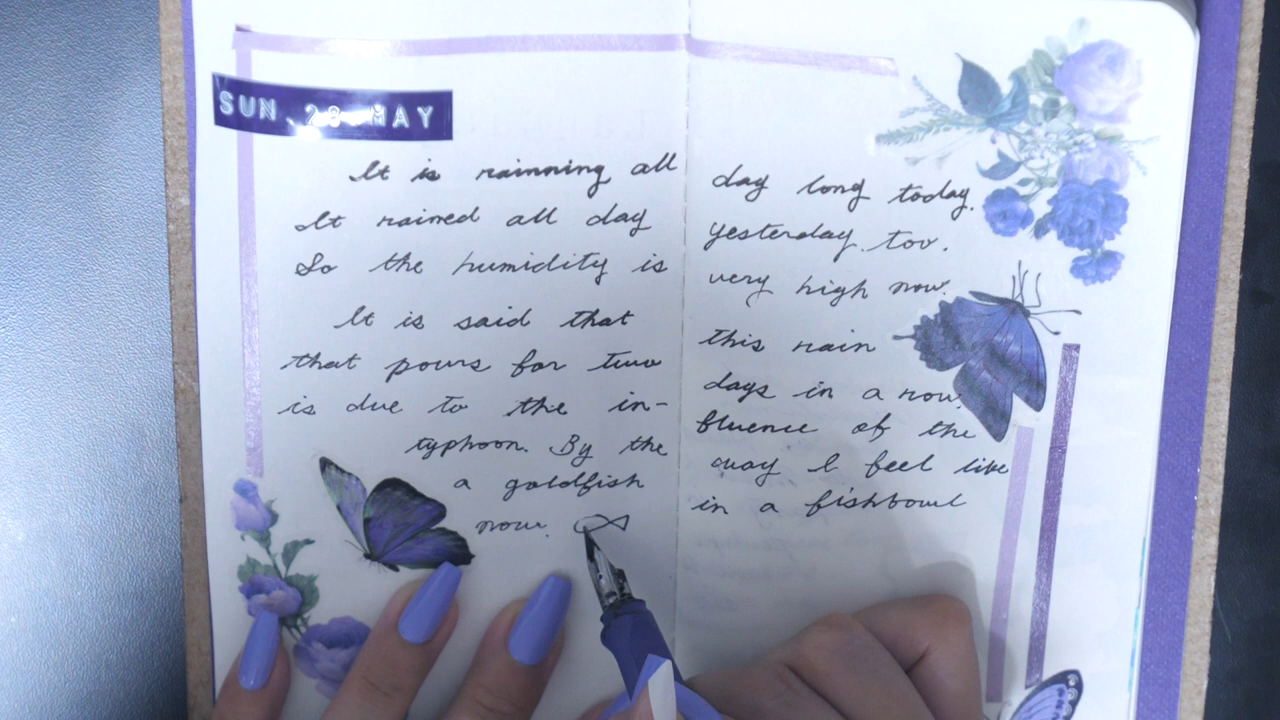 SUN 28 MAY
It is rainning all day long today.
It rained all day yesterday too.
So the humidity is very high now.
It is said that this rain
that pours for two days in a row
is due to the in-fluence of the
typhoon. By the way I feel like
a goldfish in a fishbowl
now.